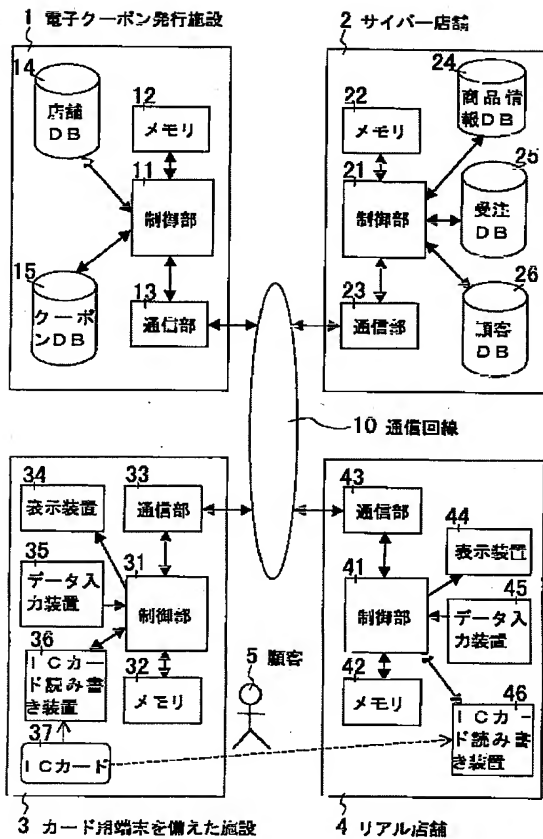 1 電子クーポン発行施設
14
店舗
DB
12
メモリ
11
制御部
15
クーポ
ンDB
13
通信部
2 サイバー店舗
24
商品情
報DB
22
メモリ
21
制御部
25
受注
DB
23
通信部
26
顧客
DB
10 通信回線
34
表示装置
33
通信部
35
データ入
力装置
31
制御部
36
ICカー
ド読み書
き装置
32
メモリ
37
ICカード
5 顧客
3 カード用端末を備えた施設
43
通信部
44
表示装置
41
制御部
45
データ入
力装置
42
メモリ
46
ICカー
ド読み書
き装置
4 リアル店舗